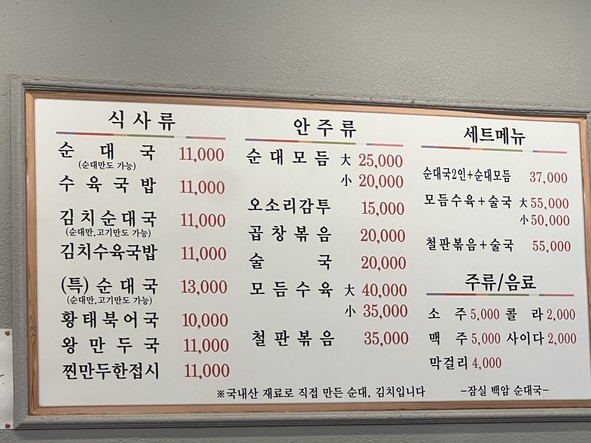 식사류
순대국 11,000
(순대만도 가능)
수육국밥 11,000
김치순대국 11,000
(순대만,고기만도 가능)
김치수육국밥 11,000
(특)순대국 13,000
(순대만,고기만도 가능)
황태북어국 10,000
왕만두국 11,000
찐만두한접시 11,000
안주류
순대모듬 大 25,000
小 20,000
오소리감투 15,000
곱창볶음 20,000
술국 20,000
모듬수육 大 40,000
小 35,000
철판볶음 35,000
세트메뉴
순대국2인+순대모듬 37,000
모듬수육+술국 大 55,000
小 50,000
철판볶음+술국 55,000
주류/음료
소주 5,000 콜라 2,000
맥주 5,000 사이다 2,000
막걸리 4,000
※국내산 재료로 직접 만든 순대, 김치입니다
-잠실 백암 순대국-